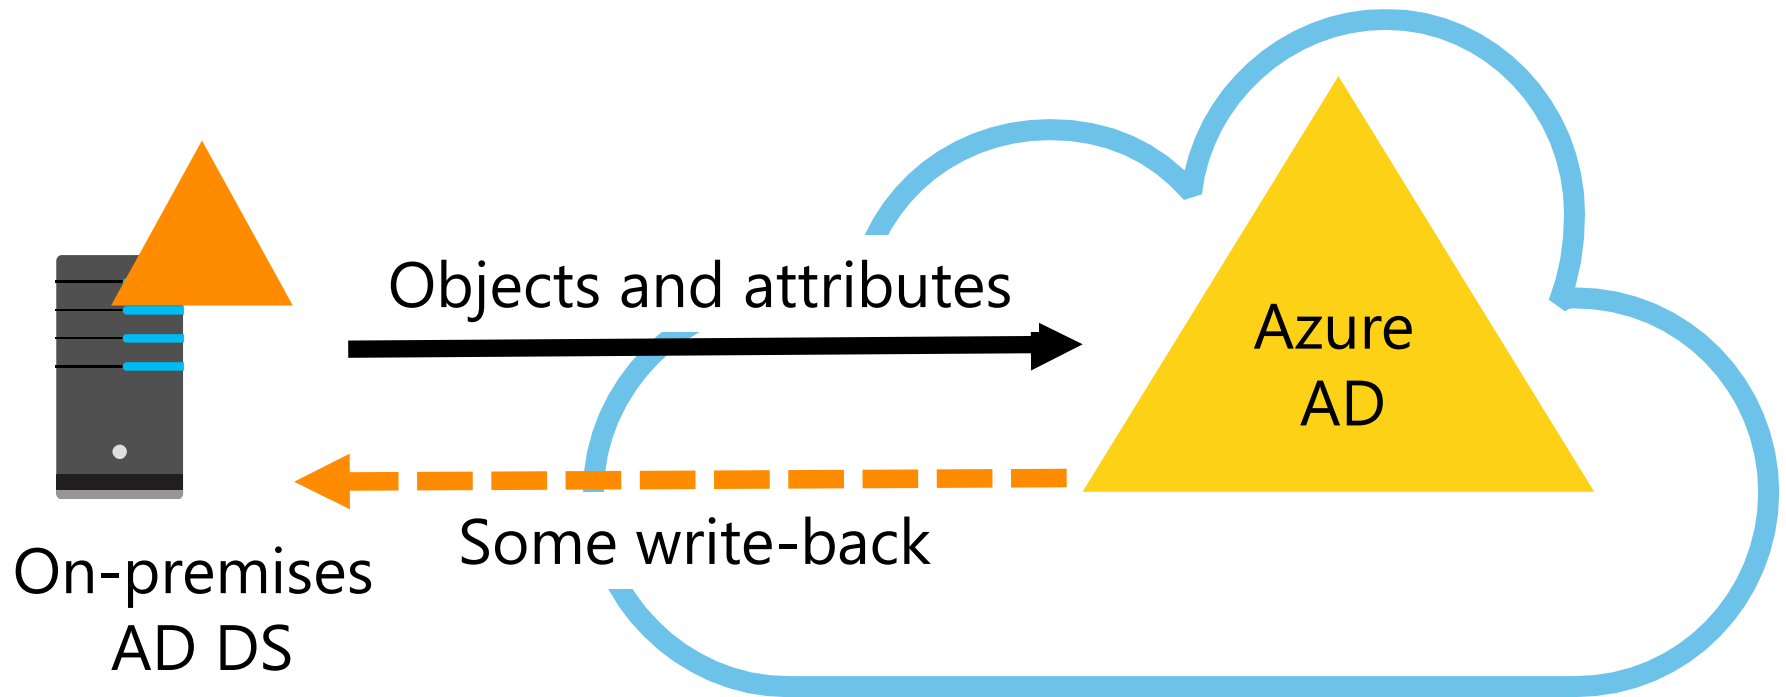 Objects and attributes
Azure
AD
Some write-back
On-premises
AD DS